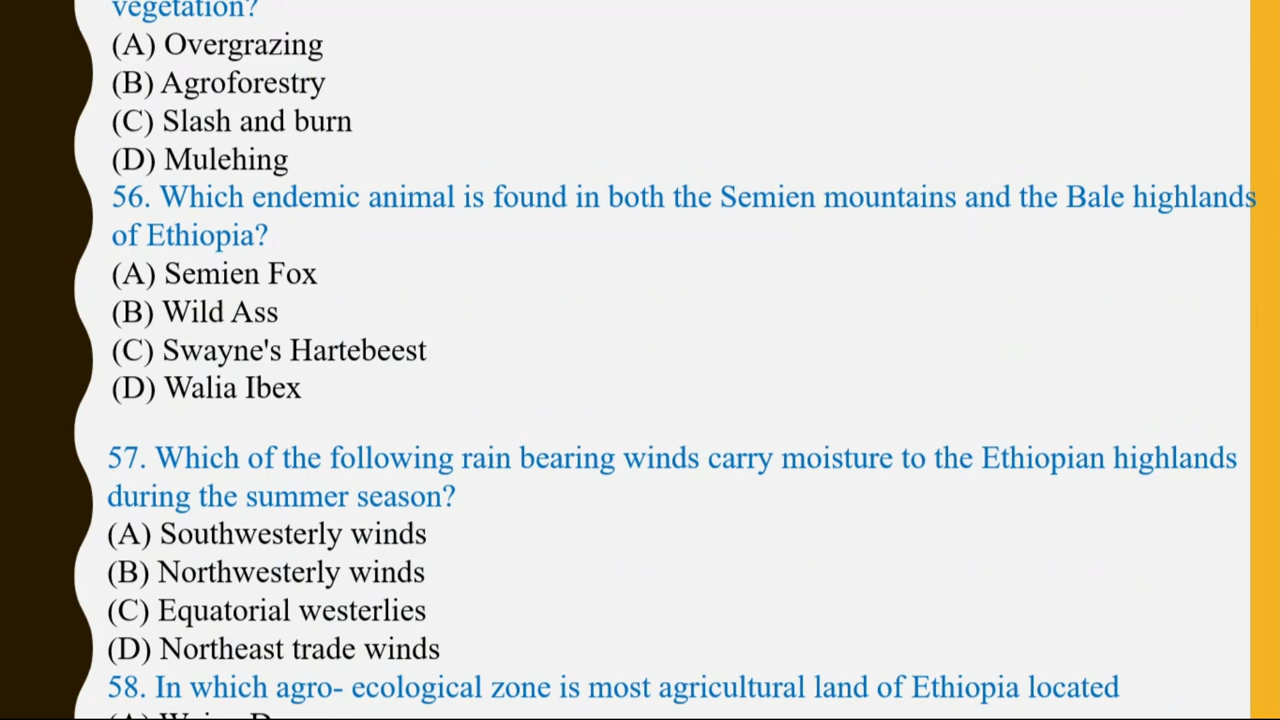 vegetation?
(A) Overgrazing
(B) Agroforestry
(C) Slash and burn
(D) Mulehing
56. Which endemic animal is found in both the Semien mountains and the Bale highlands
of Ethiopia?
(A) Semien Fox
(B) Wild Ass
(C) Swayne's Hartebeest
(D) Walia Ibex
57. Which of the following rain bearing winds carry moisture to the Ethiopian highlands
during the summer season?
(A) Southwesterly winds
(B) Northwesterly winds
(C) Equatorial westerlies
(D) Northeast trade winds
58. In which agro- ecological zone is most agricultural land of Ethiopia located